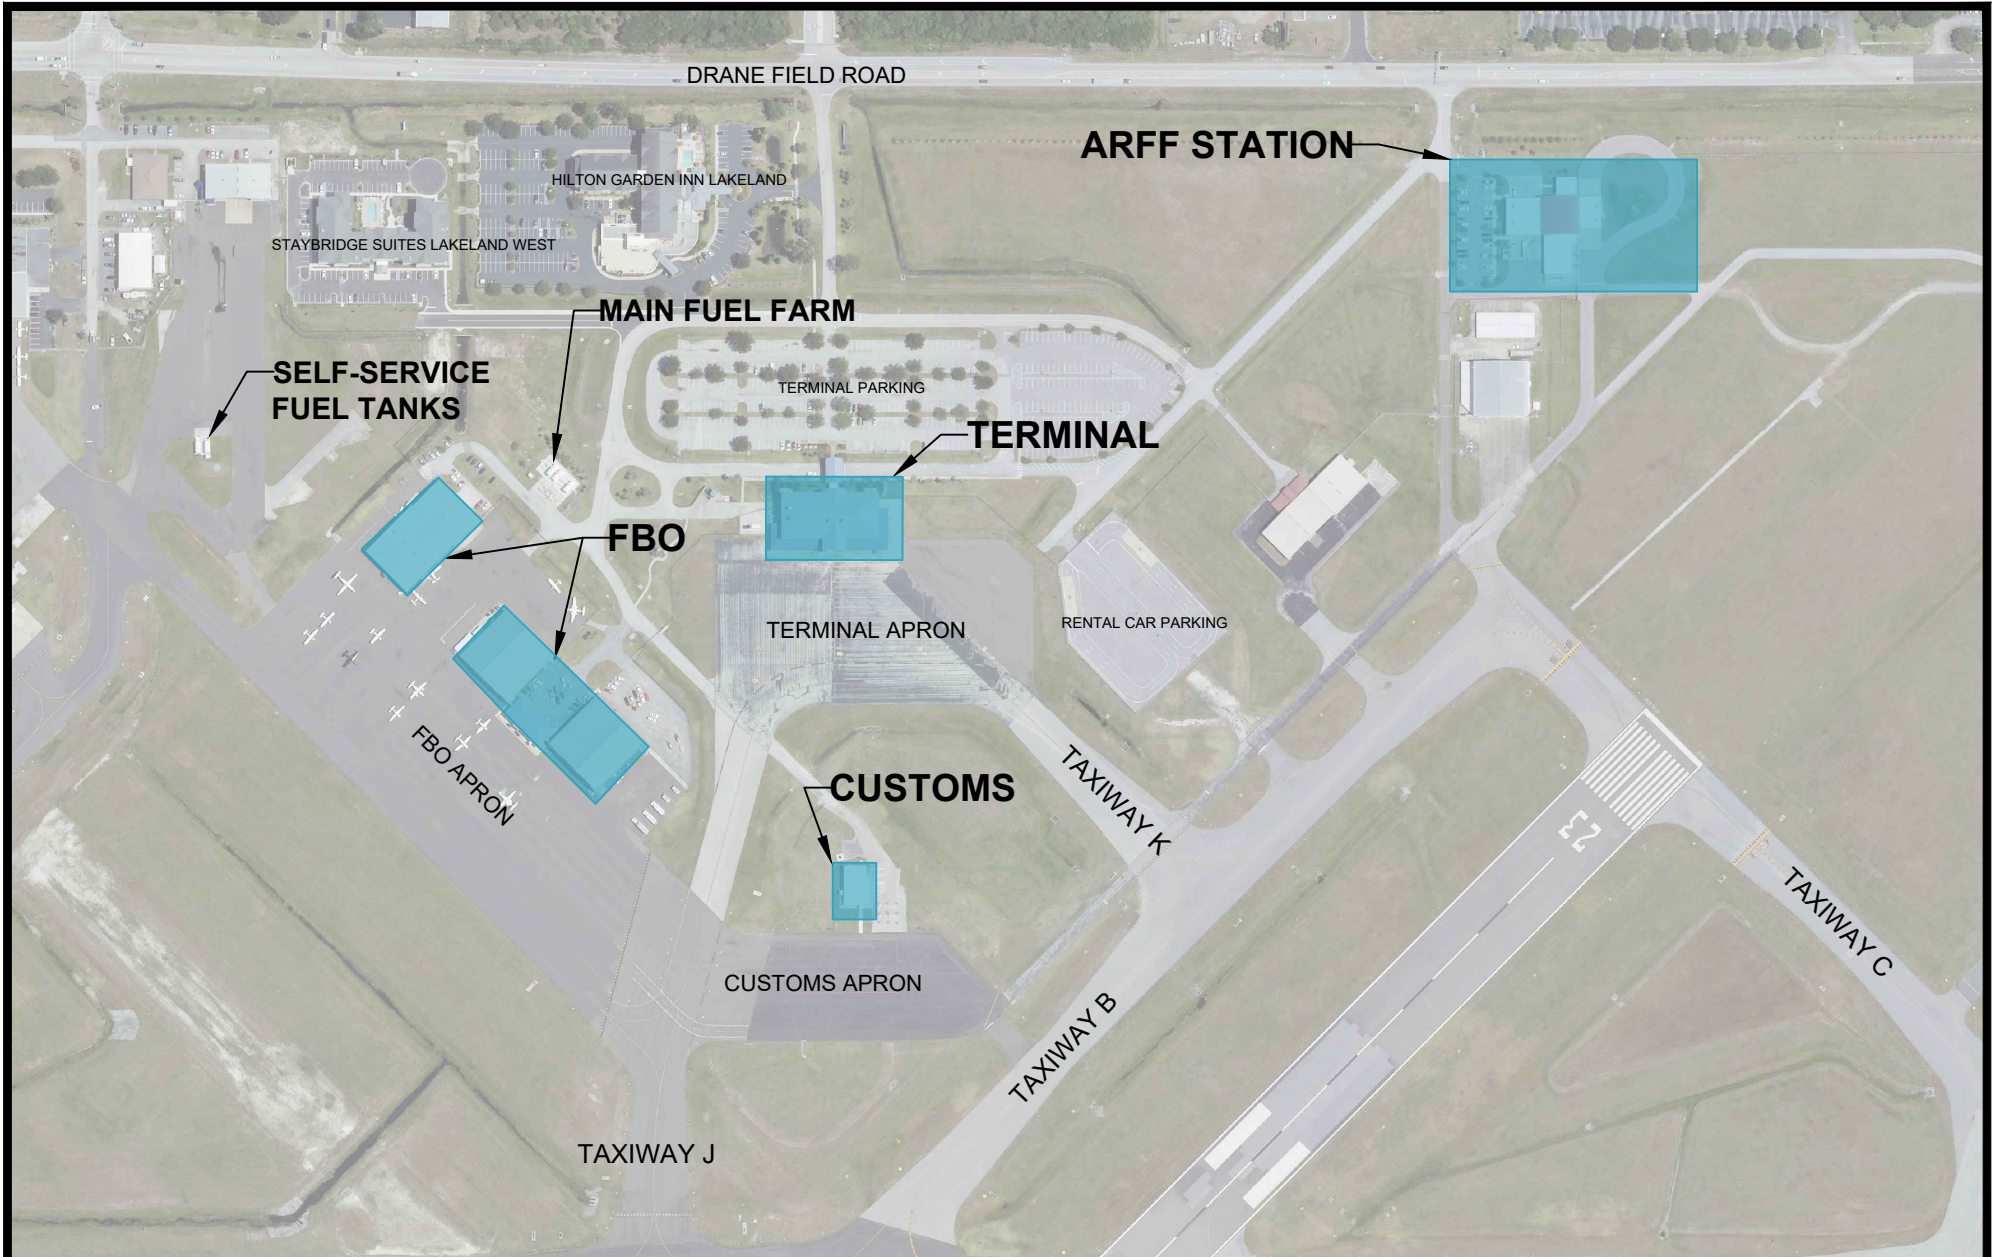 DRANE FIELD ROAD
ARFF STATION
HILTON GARDEN INN LAKELAND
STAYBRIDGE SUITES LAKELAND WEST
MAIN FUEL FARM
SELF-SERVICE
FUEL TANKS
TERMINAL PARKING
TERMINAL
FBO
TERMINAL APRON
RENTAL CAR PARKING
FBO APRON
CUSTOMS
TAXIWAY K
23
TAXIWAY C
CUSTOMS APRON
TAXIWAY B
TAXIWAY J